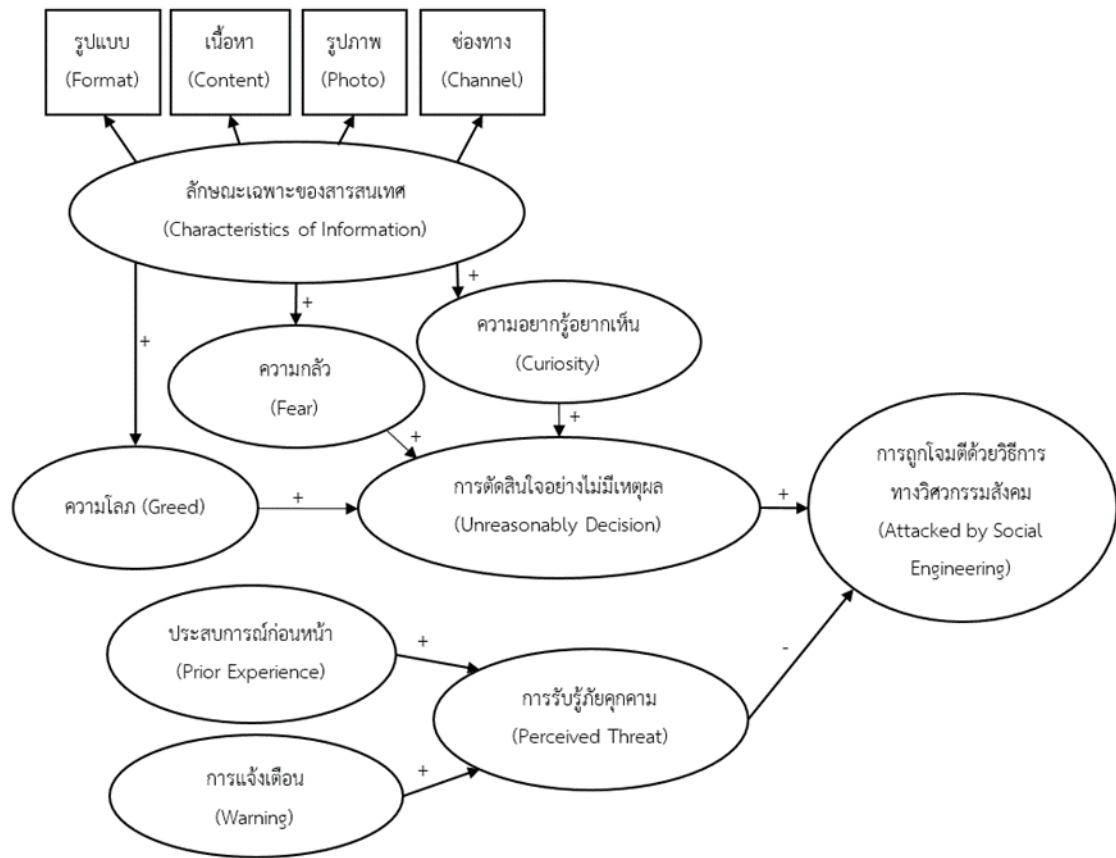 รูปแบบ
(Format)
เนื้อหา
(Content)
รูปภาพ
(Photo)
ช่องทาง
(Channel)
ลักษณะเฉพาะของสารสนเทศ
(Characteristics of Information)
+
+
+
ความอยากรู้อยากเห็น
(Curiosity)
ความกลัว
(Fear)
+
+
ความโลภ (Greed)
+
การตัดสินใจอย่างไม่มีเหตุผล
(Unreasonably Decision)
+
การถูกโจมตีด้วยวิธีการ
ทางวิศวกรรมสังคม
(Attacked by Social
Engineering)
ประสบการณ์ก่อนหน้า
(Prior Experience)
+
-
การรับรู้ภัยคุกคาม
(Perceived Threat)
การแจ้งเตือน
(Warning)
+